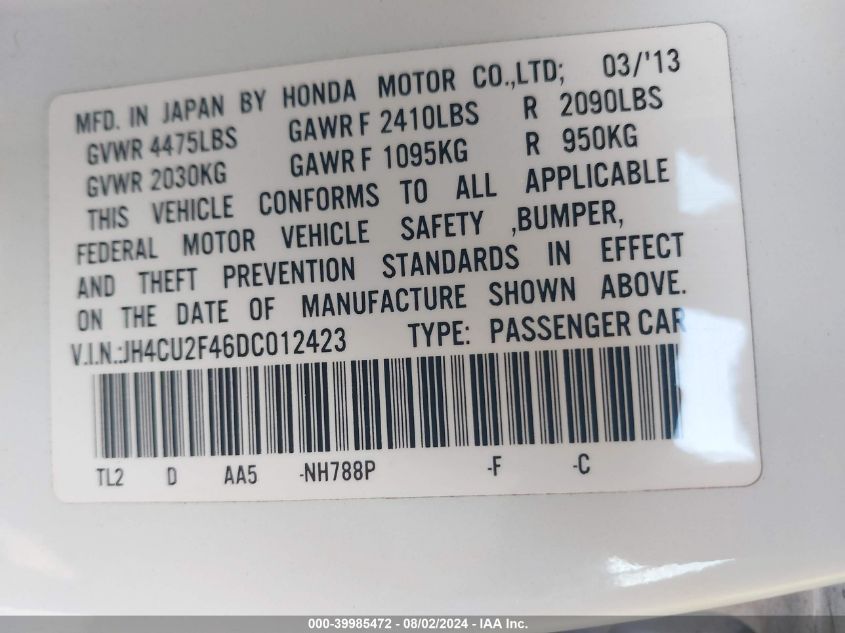 MFD. IN JAPAN BY HONDA MOTOR CO.,LTD; 03/'13
GVWR 4475LBS GAWR F 2410LBS R 2090LBS
GVWR 2030KG GAWR F 1095KG R 950KG
THIS VEHICLE CONFORMS TO ALL APPLICABLE
FEDERAL MOTOR VEHICLE SAFETY ,BUMPER,
AND THEFT PREVENTION STANDARDS IN EFFECT
ON THE DATE OF MANUFACTURE SHOWN ABOVE.
V.I.N.:JH4CU2F46DC012423 TYPE: PASSENGER CAR
TL2 D AA5 -NH788P -F -C
000-39985472 - 08/02/2024 - IAA Inc.